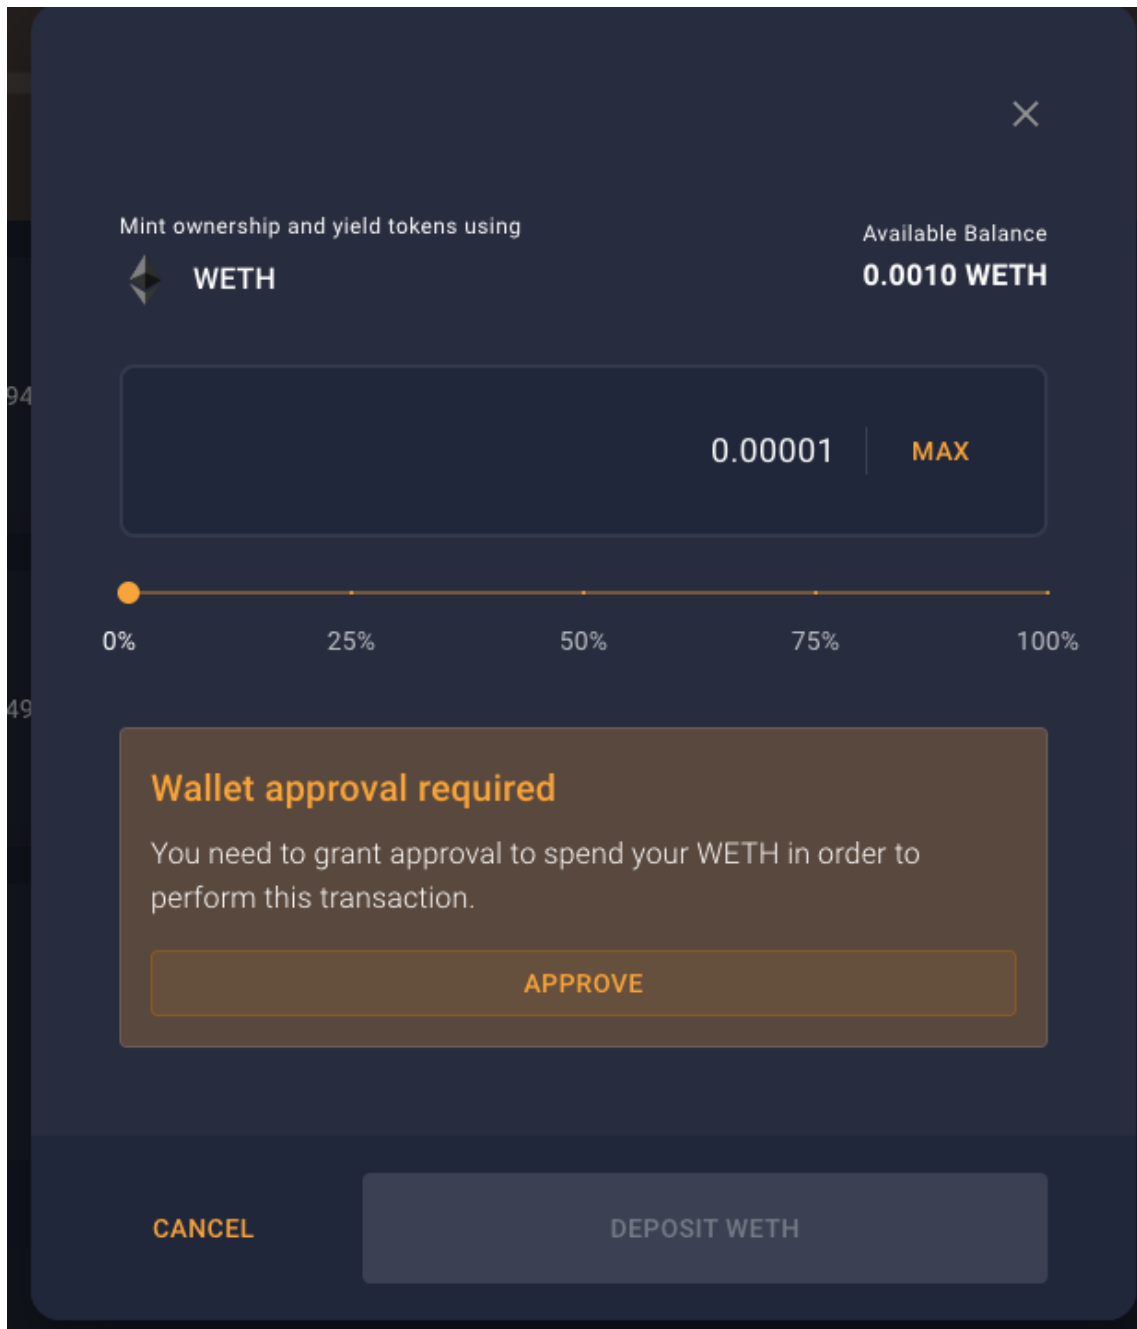 Mint ownership and yield tokens using
WETH
Available Balance
0.0010 WETH
94
0.00001
MAX
0%
25%
50%
75%
100%
49
Wallet approval required
You need to grant approval to spend your WETH in order to
perform this transaction.
APPROVE
CANCEL
DEPOSIT WETH